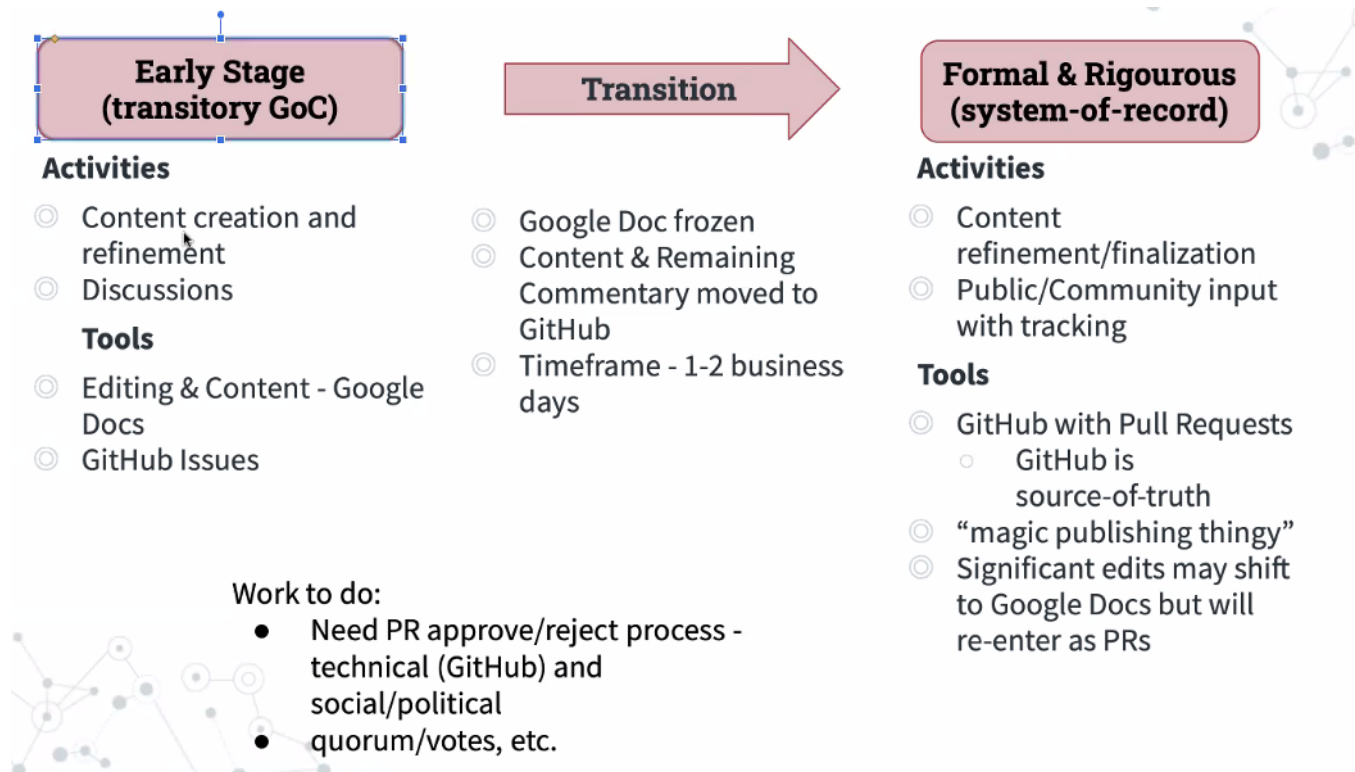 Early Stage
(transitory GoC)
Activities
Content creation and
refinement
Discussions
Tools
Editing & Content - Google
Docs
GitHub Issues
Transition
Google Doc frozen
Content & Remaining
Commentary moved to
GitHub
Timeframe - 1-2 business
days
Formal & Rigourous
(system-of-record)
Activities
Content
refinement/finalization
Public/Community input
with tracking
Tools
GitHub with Pull Requests
GitHub is
source-of-truth
“magic publishing thingy”
Significant edits may shift
to Google Docs but will
re-enter as PRs
Work to do:
Need PR approve/reject process -
technical (GitHub) and
social/political
quorum/votes, etc.